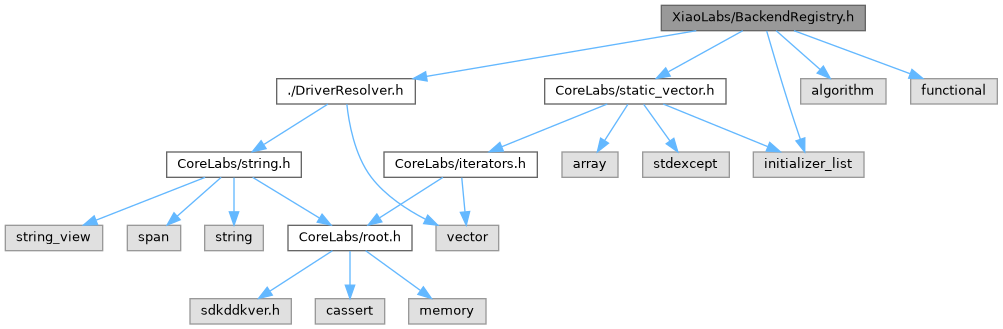 XiaoLabs/BackendRegistry.h
./DriverResolver.h
CoreLabs/static_vector.h
algorithm
functional
CoreLabs/string.h
CoreLabs/iterators.h
array
stdexcept
initializer_list
string_view
span
string
CoreLabs/root.h
vector
sdkddkver.h
cassert
memory